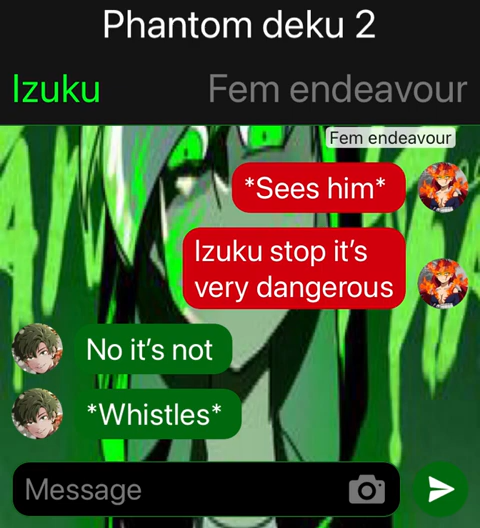 Phantom deku 2
Izuku
Fem endeavour
Fem endeavour
*Sees him*
Izuku stop it's
very dangerous
No it's not
*Whistles*
Message